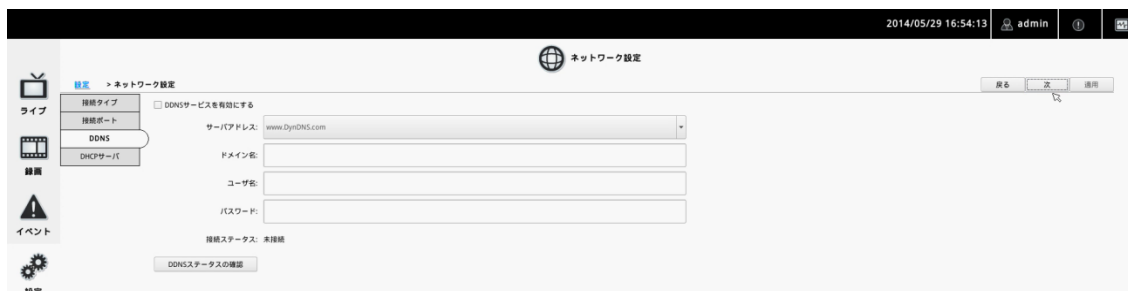 2014/05/29 16:54:13 admin
ネットワーク設定
設定 > ネットワーク設定
戻る 次 適用
ライブ
録画
イベント
設定
接続タイプ
接続ポート
DDNS
DHCPサーバ
DDNSサービスを有効にする
サーバアドレス: www.DynDNS.com
ドメイン名:
ユーザ名:
パスワード:
接続ステータス: 未接続
DDNSステータスの確認